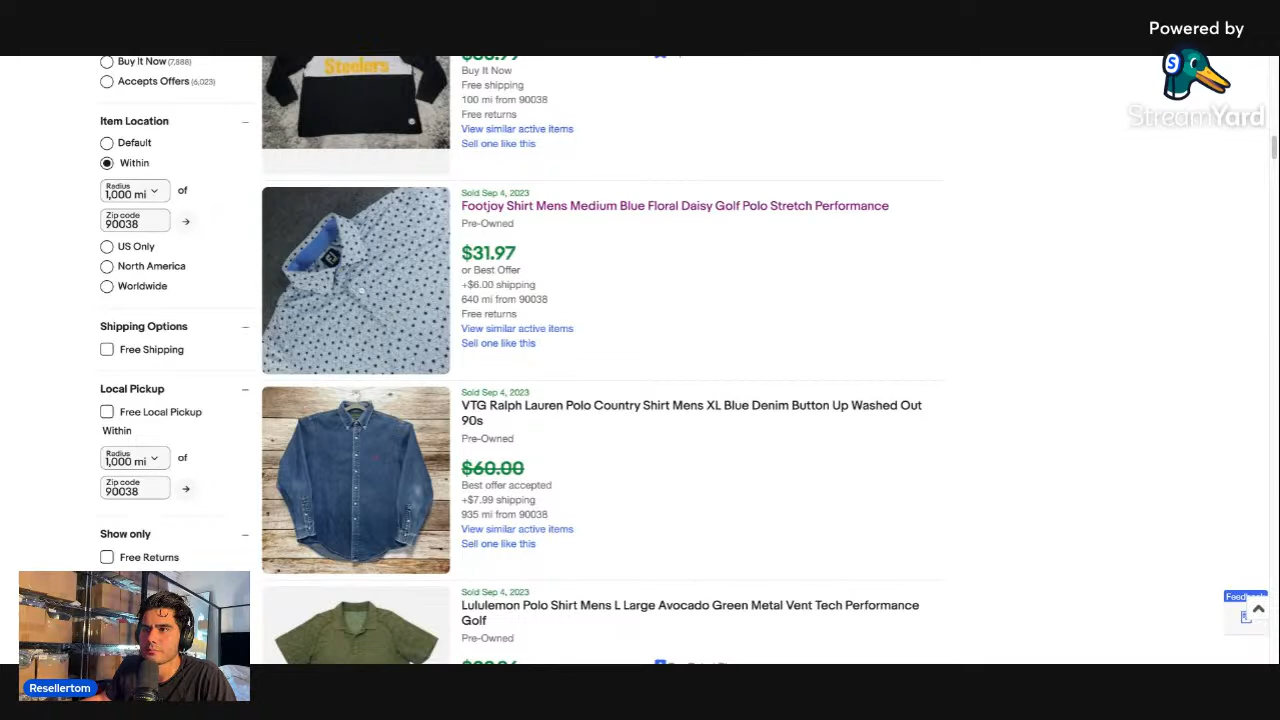 Powered by
StreamYard
Buy It Now (7,888)
Accepts Offers (6,023)
Item Location
Default
Within
Radius
1,000 mi
of
Zip code
90038
US Only
North America
Worldwide
Shipping Options
Free Shipping
Local Pickup
Free Local Pickup
Within
Radius
1,000 mi
of
Zip code
90038
Show only
Free Returns
Steelers
Buy It Now
Free shipping
100 mi from 90038
Free returns
View similar active items
Sell one like this
Sold Sep 4, 2023
Footjoy Shirt Mens Medium Blue Floral Daisy Golf Polo Stretch Performance
Pre-Owned
$31.97
or Best Offer
+$6.00 shipping
640 mi from 90038
Free returns
View similar active items
Sell one like this
Sold Sep 4, 2023
VTG Ralph Lauren Polo Country Shirt Mens XL Blue Denim Button Up Washed Out
90s
Pre-Owned
$60.00
Best offer accepted
+$7.99 shipping
935 mi from 90038
View similar active items
Sell one like this
Sold Sep 4, 2023
Lululemon Polo Shirt Mens L Large Avocado Green Metal Vent Tech Performance
Golf
Pre-Owned
Resellertom